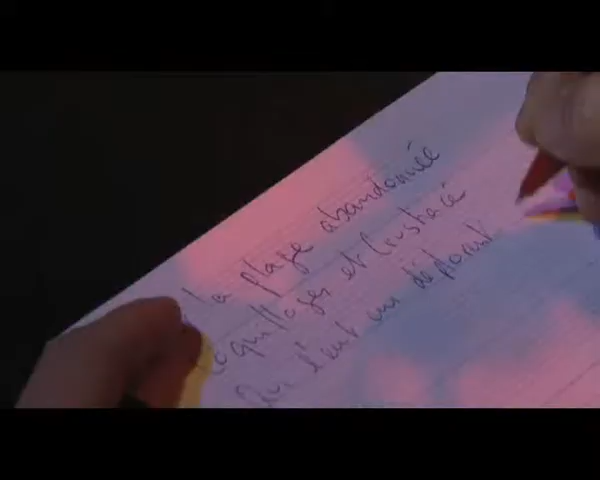 la plage abandonnée
Coquillages et Crustacé
Qui l'eut cru déplorent